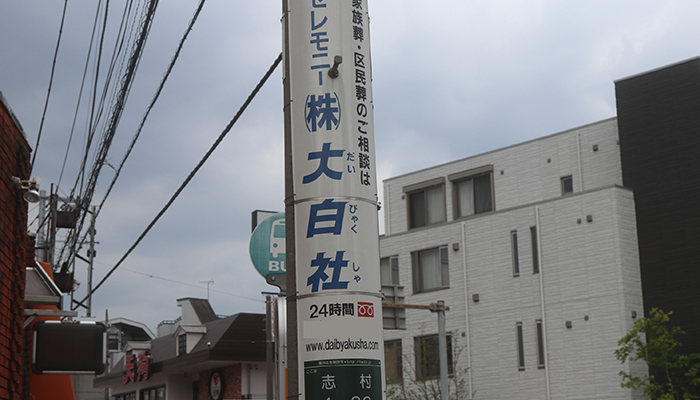 家族葬・区民葬のご相談は
セレモニー
㈱大白社
だいびゃくしゃ
24時間
www.daibyakusha.com
志村
BU